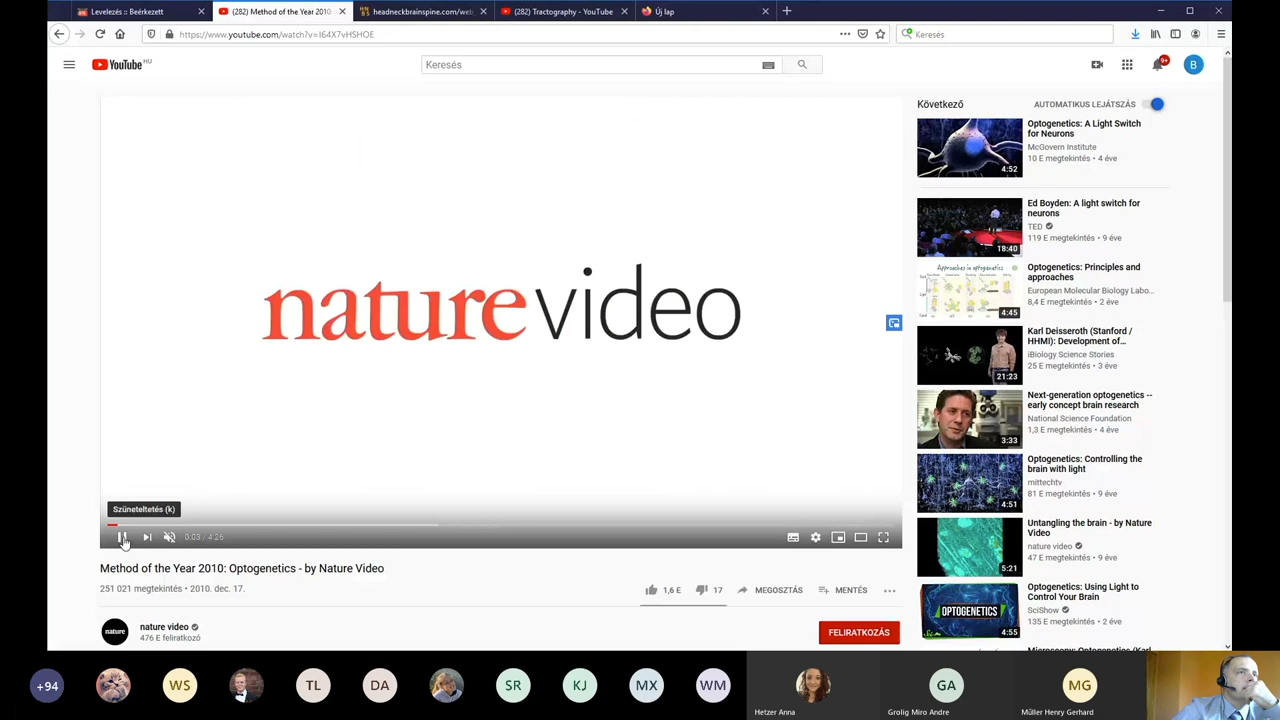 Levelezés :: Beérkezett
(282) Method of the Year 2010:
headneckbrainspine.com/web
(282) Tractography - YouTube
Új lap
https://www.youtube.com/watch?v=I64X7vHSHOE
Keresés
YouTube HU
Keresés
9+
B
nature video
Szüneteltetés (k)
0:03 / 4:26
Method of the Year 2010: Optogenetics - by Nature Video
251 021 megtekintés • 2010. dec. 17.
1,6 E
17
MEGOSZTÁS
MENTÉS
nature
nature video
476 E feliratkozó
FELIRATKOZÁS
Következő
AUTOMATIKUS LEJÁTSZÁS
4:52
Optogenetics: A Light Switch
for Neurons
McGovern Institute
10 E megtekintés • 4 éve
18:40
Ed Boyden: A light switch for
neurons
TED
119 E megtekintés • 9 éve
Approaches in optogenetics
4:45
Optogenetics: Principles and
approaches
European Molecular Biology Labo...
8,4 E megtekintés • 2 éve
21:23
Karl Deisseroth (Stanford /
HHMI): Development of...
iBiology Science Stories
25 E megtekintés • 3 éve
3:33
Next-generation optogenetics --
early concept brain research
National Science Foundation
1,3 E megtekintés • 4 éve
4:51
Optogenetics: Controlling the
brain with light
mittechtv
81 E megtekintés • 9 éve
5:21
Untangling the brain - by Nature
Video
nature video
47 E megtekintés • 9 éve
OPTOGENETICS
4:55
Optogenetics: Using Light to
Control Your Brain
SciShow
135 E megtekintés • 2 éve
+94
WS
TL
DA
SR
KJ
MX
WM
Hetzer Anna
GA
Grolig Miro Andre
MG
Müller Henry Gerhard